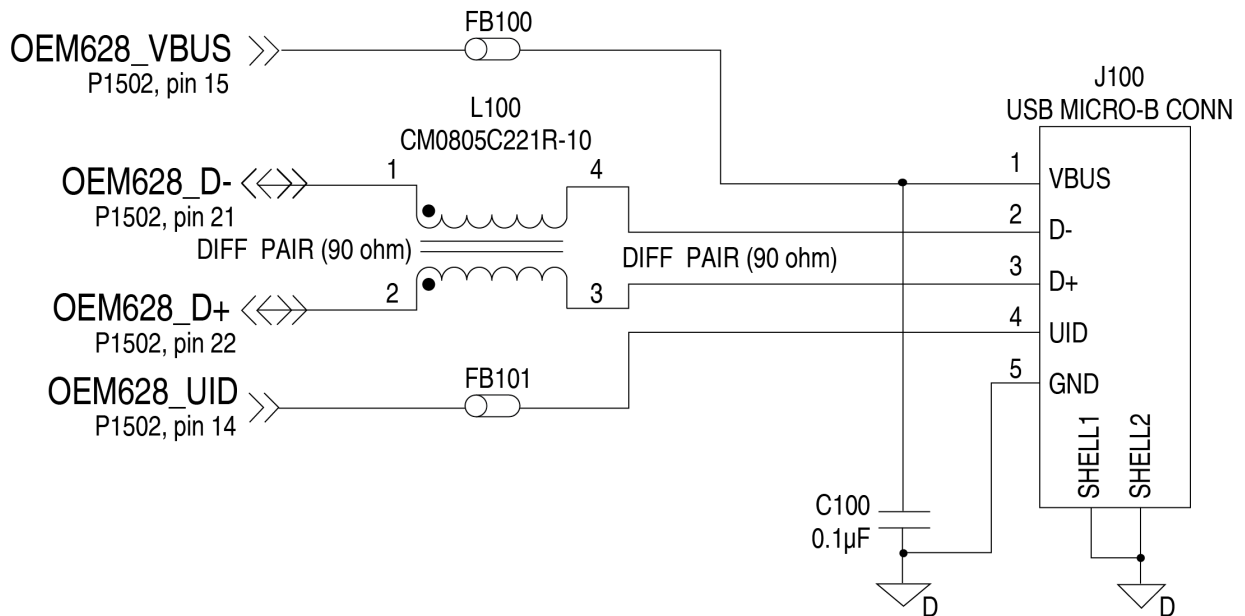 FB100
OEM628_VBUS
P1502, pin 15
J100
USB MICRO-B CONN
L100
CM0805C221R-10
1
4
OEM628_D-
P1502, pin 21
DIFF PAIR (90 ohm)
DIFF PAIR (90 ohm)
2
3
OEM628_D+
P1502, pin 22
FB101
OEM628_UID
P1502, pin 14
1
VBUS
2
D-
3
D+
4
UID
5
GND
SHELL1
SHELL2
C100
0.1µF
D
D